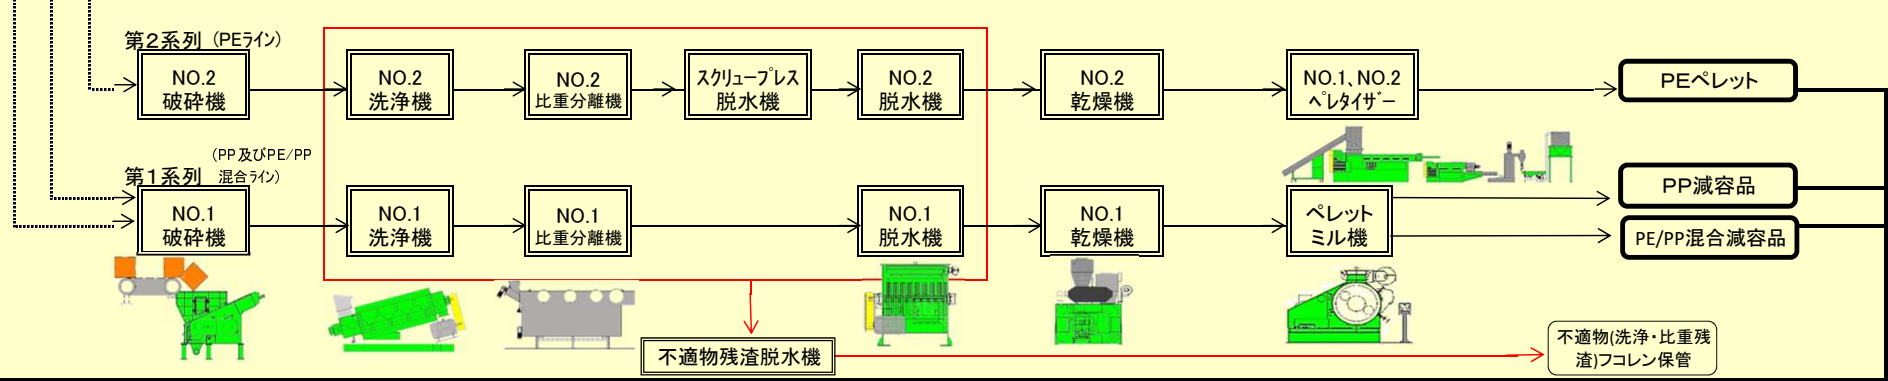 第２系列 (PEライン)
NO.2
破砕機
NO.2
洗浄機
NO.2
比重分離機
スクリュープレス
脱水機
NO.2
脱水機
NO.2
乾燥機
NO.1、NO.2
ペレタイザー
PEペレット
(PP及びPE/PP
第１系列 混合ライン)
NO.1
破砕機
NO.1
洗浄機
NO.1
比重分離機
NO.1
脱水機
NO.1
乾燥機
ペレット
ミル機
PP減容品
PE/PP混合減容品
不適物残渣脱水機
不適物(洗浄・比重残
渣)フコレン保管